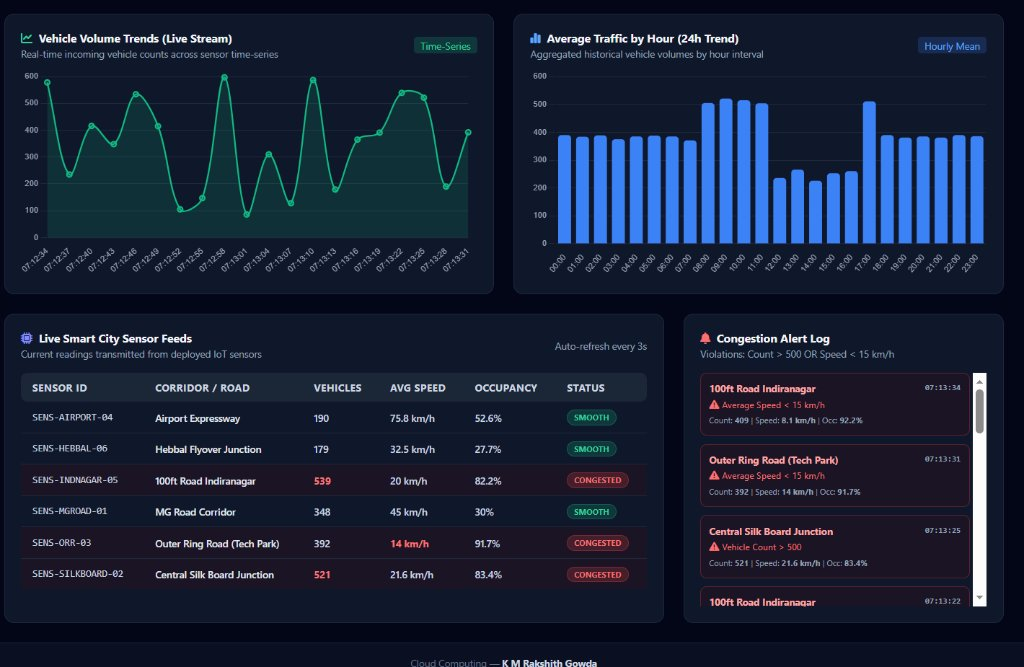 Vehicle Volume Trends (Live Stream)
Real-time incoming vehicle counts across sensor time-series
Time-Series
600
500
400
300
200
100
0
07:12:34 07:12:37 07:12:40 07:12:43 07:12:46 07:12:49 07:12:52 07:12:55 07:12:58 07:13:01 07:13:04 07:13:07 07:13:10 07:13:13 07:13:16 07:13:19 07:13:22 07:13:25 07:13:28 07:13:31
Average Traffic by Hour (24h Trend)
Aggregated historical vehicle volumes by hour interval
Hourly Mean
600
500
400
300
200
100
0
00:00 01:00 02:00 03:00 04:00 05:00 06:00 07:00 08:00 09:00 10:00 11:00 12:00 13:00 14:00 15:00 16:00 17:00 18:00 19:00 20:00 21:00 22:00 23:00
Live Smart City Sensor Feeds
Current readings transmitted from deployed IoT sensors
Auto-refresh every 3s
SENSOR ID CORRIDOR / ROAD VEHICLES AVG SPEED OCCUPANCY STATUS
SENS-AIRPORT-04 Airport Expressway 190 75.8 km/h 52.6% SMOOTH
SENS-HEBBAL-06 Hebbal Flyover Junction 179 32.5 km/h 27.7% SMOOTH
SENS-INDNAGAR-05 100ft Road Indiranagar 539 20 km/h 82.2% CONGESTED
SENS-MGROAD-01 MG Road Corridor 348 45 km/h 30% SMOOTH
SENS-ORR-03 Outer Ring Road (Tech Park) 392 14 km/h 91.7% CONGESTED
SENS-SILKBOARD-02 Central Silk Board Junction 521 21.6 km/h 83.4% CONGESTED
Congestion Alert Log
Violations: Count > 500 OR Speed < 15 km/h
100ft Road Indiranagar 07:13:34
Average Speed < 15 km/h
Count: 409 | Speed: 8.1 km/h | Occ: 92.2%
Outer Ring Road (Tech Park) 07:13:31
Average Speed < 15 km/h
Count: 392 | Speed: 14 km/h | Occ: 91.7%
Central Silk Board Junction 07:13:25
Vehicle Count > 500
Count: 521 | Speed: 21.6 km/h | Occ: 83.4%
100ft Road Indiranagar 07:13:22
Cloud Computing — K M Rakshith Gowda